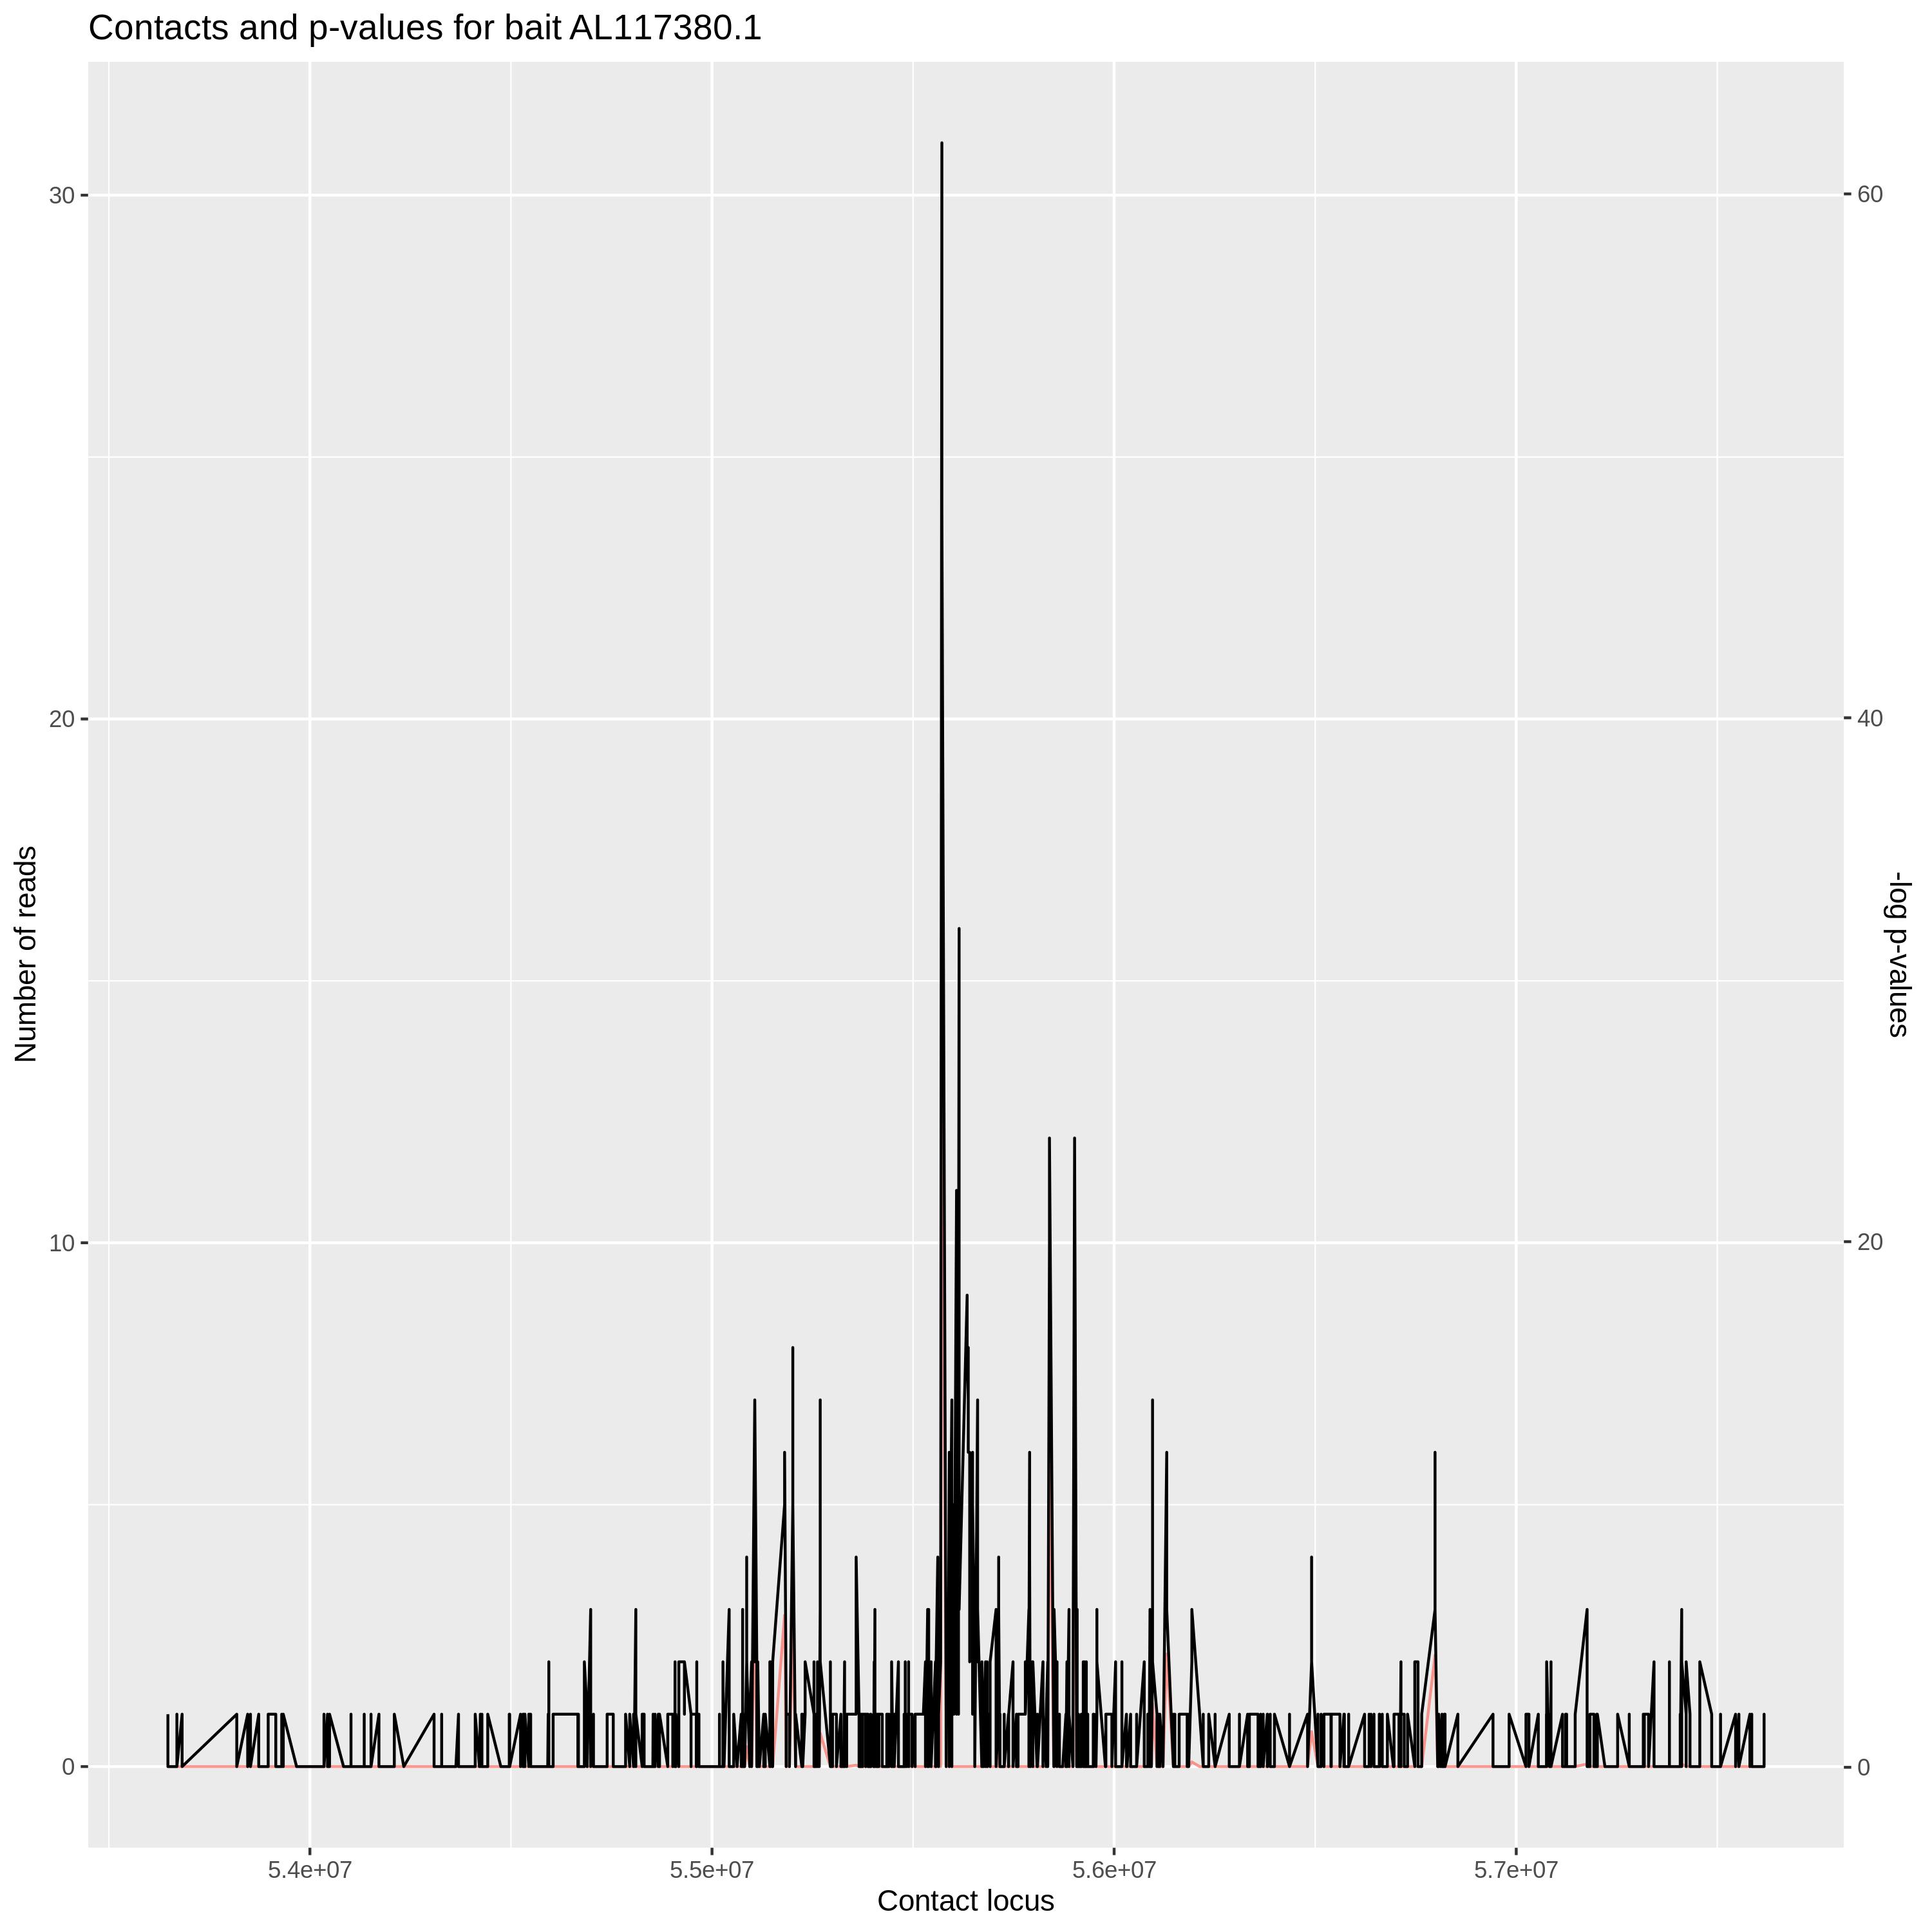 Contacts and p-values for bait AL117380.1
30
20
10
0
60
40
20
0
Number of reads
-log p-values
5.4e+07
5.5e+07
5.6e+07
5.7e+07
Contact locus